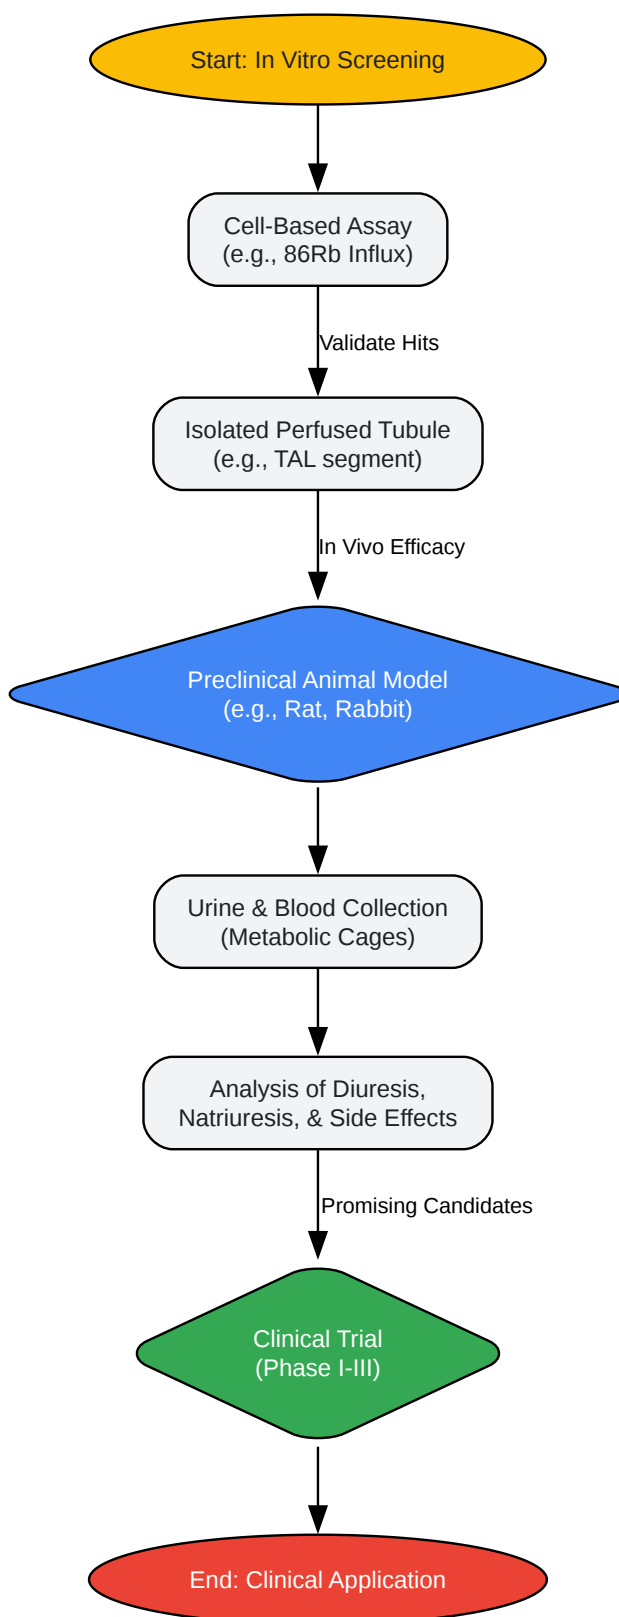 Start: In Vitro Screening
Cell-Based Assay
(e.g., 86Rb Influx)
Validate Hits
Isolated Perfused Tubule
(e.g., TAL segment)
In Vivo Efficacy
Preclinical Animal Model
(e.g., Rat, Rabbit)
Urine & Blood Collection
(Metabolic Cages)
Analysis of Diuresis,
Natriuresis, & Side Effects
Promising Candidates
Clinical Trial
(Phase I-III)
End: Clinical Application